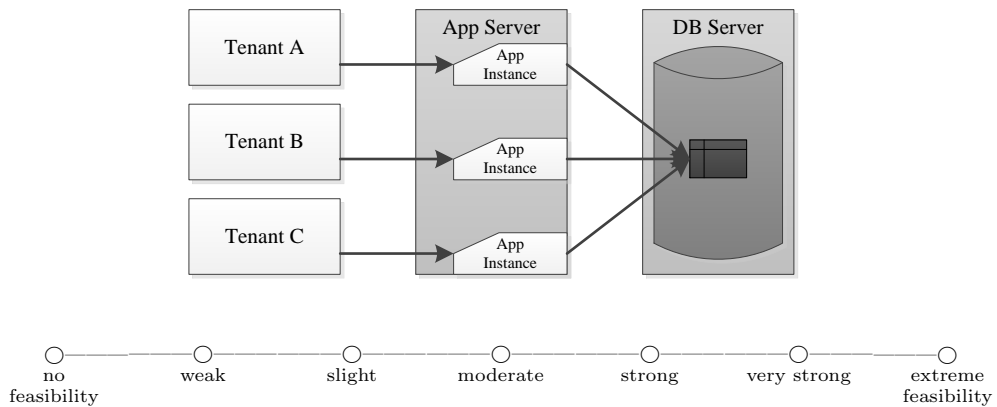 Tenant A
App Server
DB Server
App
Instance
Tenant B
App
Instance
Tenant C
App
Instance
no
feasibility
weak
slight
moderate
strong
very strong
extreme
feasibility